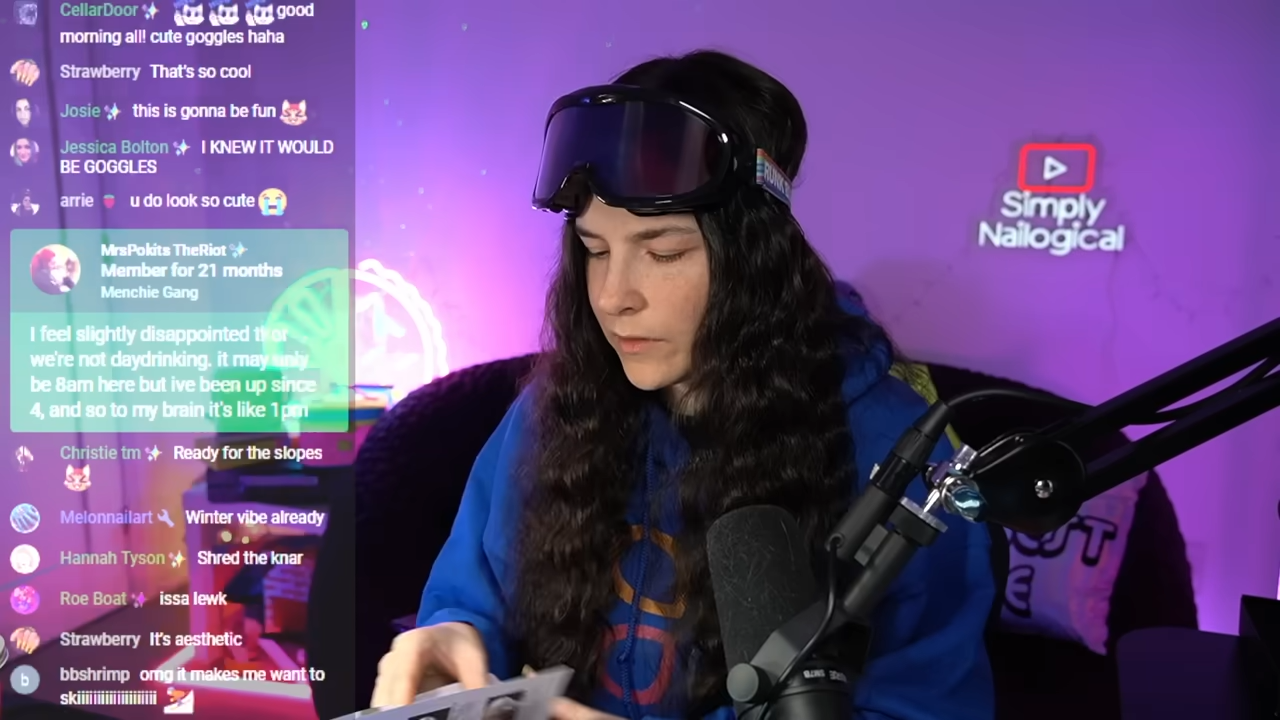 CellarDoor good
morning all! cute goggles haha
Strawberry That's so cool
Josie this is gonna be fun
Jessica Bolton I KNEW IT WOULD
BE GOGGLES
arrie u do look so cute
MrsPokits TheRiot
Member for 21 months
Menchie Gang
I feel slightly disappointed
we're not daydrinking. it may only
be 8am here but ive been up since
4, and so to my brain it's like 1pm
Christie tm Ready for the slopes
Melonnailart Winter vibe already
Hannah Tyson Shred the knar
Roe Boat issa lewk
Strawberry It's aesthetic
b bbshrimp omg it makes me want to
skiiiiiiiiiiiiiiiiiiiii
Simply
Nailogical